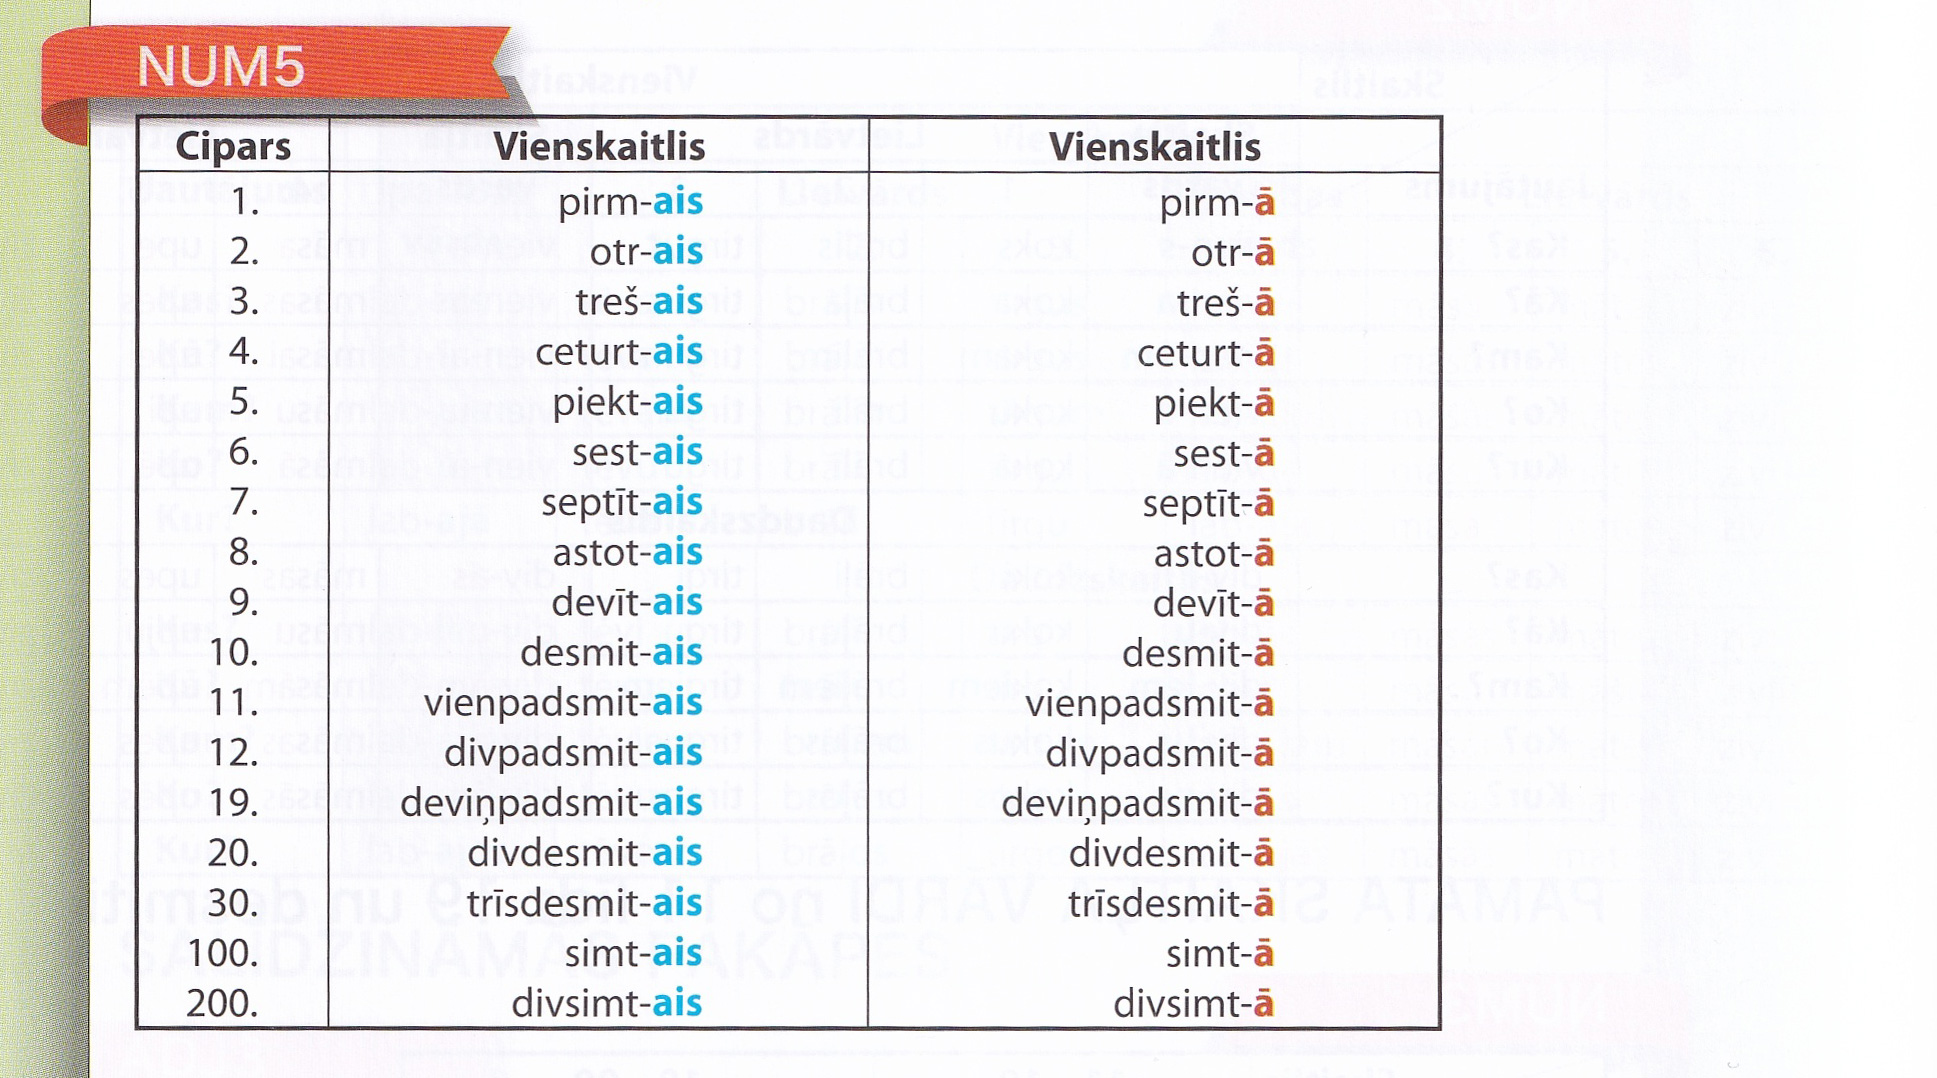 NUM5
Cipars Vienskaitlis Vienskaitlis
1. pirm-ais pirm-ā
2. otr-ais otr-ā
3. treš-ais treš-ā
4. ceturt-ais ceturt-ā
5. piekt-ais piekt-ā
6. sest-ais sest-ā
7. septīt-ais septīt-ā
8. astot-ais astot-ā
9. devīt-ais devīt-ā
10. desmit-ais desmit-ā
11. vienpadsmit-ais vienpadsmit-ā
12. divpadsmit-ais divpadsmit-ā
19. deviņpadsmit-ais deviņpadsmit-ā
20. divdesmit-ais divdesmit-ā
30. trīsdesmit-ais trīsdesmit-ā
100. simt-ais simt-ā
200. divsimt-ais divsimt-ā